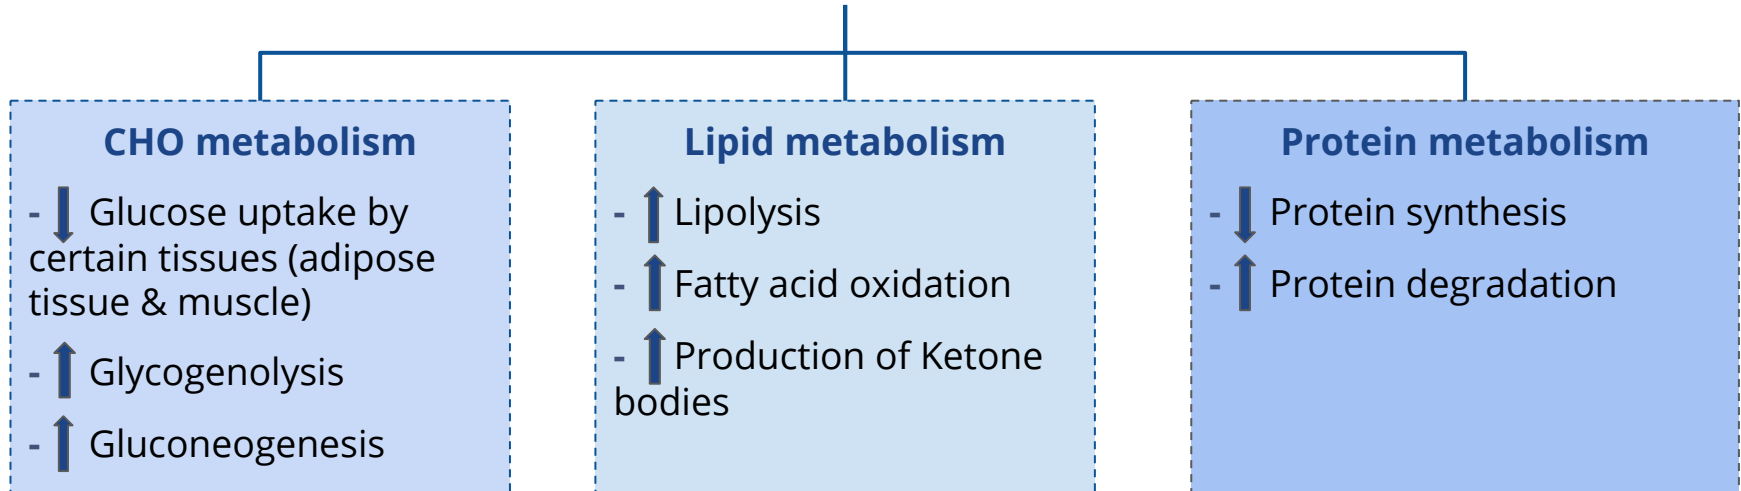 CHO metabolism
- Glucose uptake by
certain tissues (adipose
tissue & muscle)
- Glycogenolysis
- Gluconeogenesis
Lipid metabolism
- Lipolysis
- Fatty acid oxidation
- Production of Ketone
bodies
Protein metabolism
- Protein synthesis
- Protein degradation